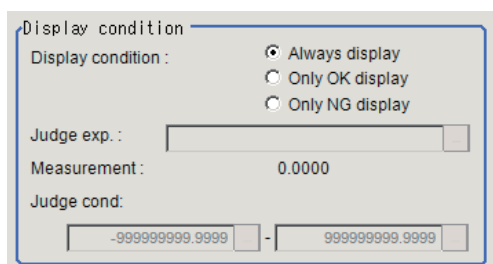 Display condition
Display condition : Always display
Only OK display
Only NG display
Judge exp. : ...
Measurement : 0.0000
Judge cond:
-999999999.9999 ... - 999999999.9999 ...